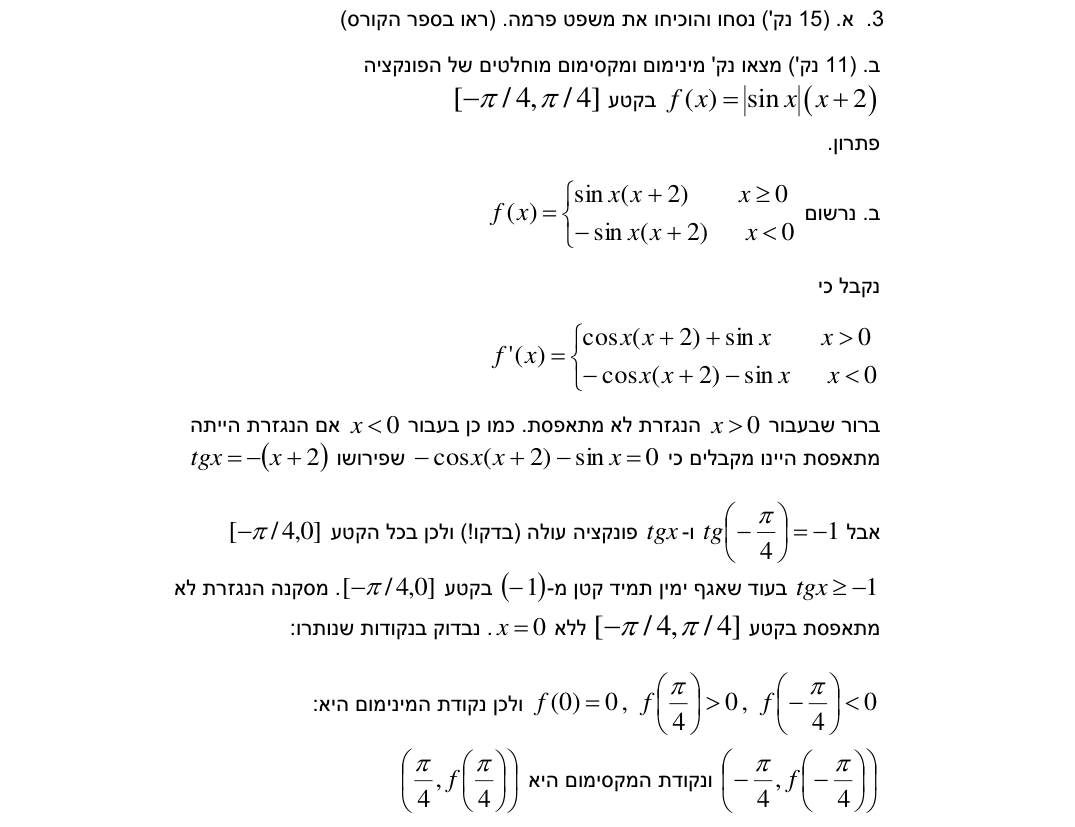 3. א. (15 נק') נסחו והוכיחו את משפט פרמה. (ראו בספר הקורס)
ב. (11 נק') מצאו נק' מינימום ומקסימום מוחלטים של הפונקציה
f(x) = |sin x|(x+2) בקטע [−π/4, π/4]
פתרון.
ב. נרשום f(x) = { sin x(x+2) x ≥ 0
− sin x(x+2) x < 0
נקבל כי
f'(x) = { cos x(x+2) + sin x x > 0
− cos x(x+2) − sin x x < 0
ברור שבעבור x > 0 הנגזרת לא מתאפסת. כמו כן בעבור x < 0 אם הנגזרת הייתה
מתאפסת היינו מקבלים כי − cos x(x+2) − sin x = 0 שפירושו tgx = −(x+2)
אבל tg(−π/4) = −1 ו- tgx פונקציה עולה (בדקו!) ולכן בכל הקטע [−π/4,0]
tgx ≥ −1 בעוד שאגף ימין תמיד קטן מ-(−1) בקטע [−π/4,0]. מסקנה הנגזרת לא
מתאפסת בקטע [−π/4, π/4] ללא x = 0. נבדוק בנקודות שנותרו:
f(0) = 0, f(π/4) > 0, f(−π/4) < 0 ולכן נקודת המינימום היא:
(−π/4, f(−π/4)) ונקודת המקסימום היא (π/4, f(π/4))